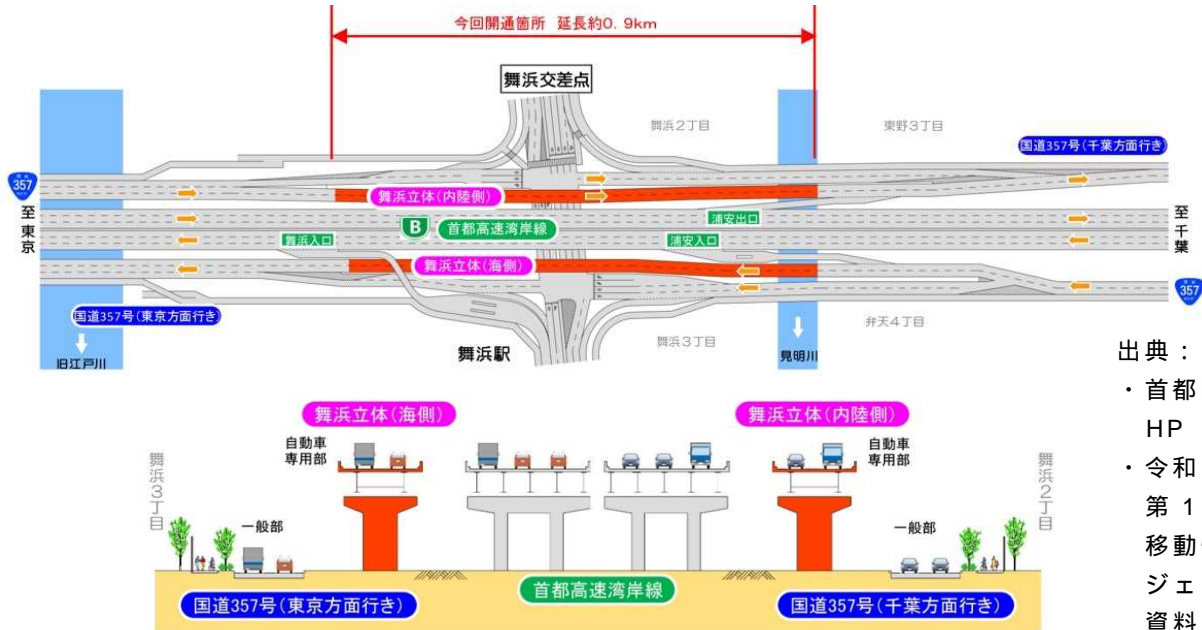 今回開通箇所 延長約0.9km
舞浜交差点
舞浜2丁目
東野3丁目
国道357号(千葉方面行き)
357
至東京
舞浜立体(内陸側)
B 首都高速湾岸線
浦安出口
至千葉
舞浜入口
浦安入口
舞浜立体(海側)
357
国道357号(東京方面行き)
旧江戸川
舞浜駅
舞浜3丁目
見明川
弁天4丁目
出典:
・首都
HP
・令和
第1
移動
ジェ
資料
舞浜立体(海側)
舞浜立体(内陸側)
自動車
専用部
自動車
専用部
舞浜3丁目
舞浜2丁目
一般部
一般部
首都高速湾岸線
国道357号(東京方面行き)
国道357号(千葉方面行き)